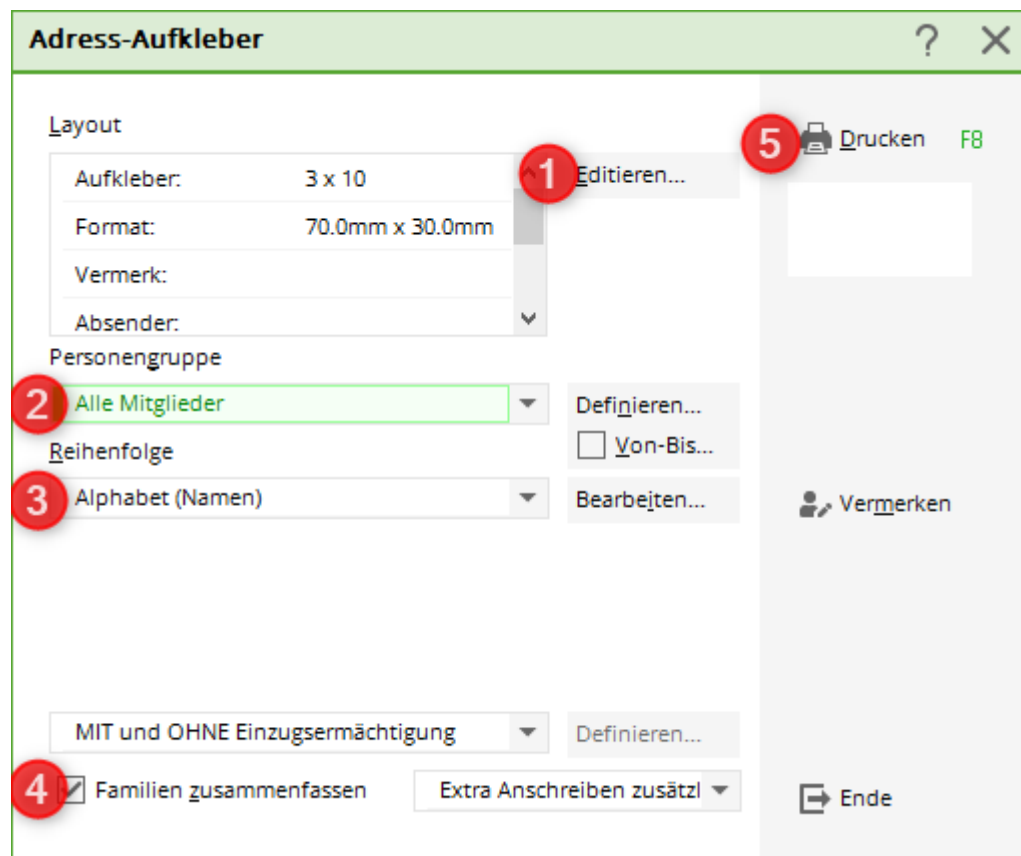 Adress-Aufkleber ?
Layout
Aufkleber: 3 x 10
Format: 70.0mm x 30.0mm
Vermerk:
Absender:
1 Editieren...
5 Drucken F8
Personengruppe
2 Alle Mitglieder
Definieren...
Von-Bis...
Reihenfolge
3 Alphabet (Namen)
Bearbeiten...
Vermerken
MIT und OHNE Einzugsermächtigung
Definieren...
4 Familien zusammenfassen
Extra Anschreiben zusätzl
Ende